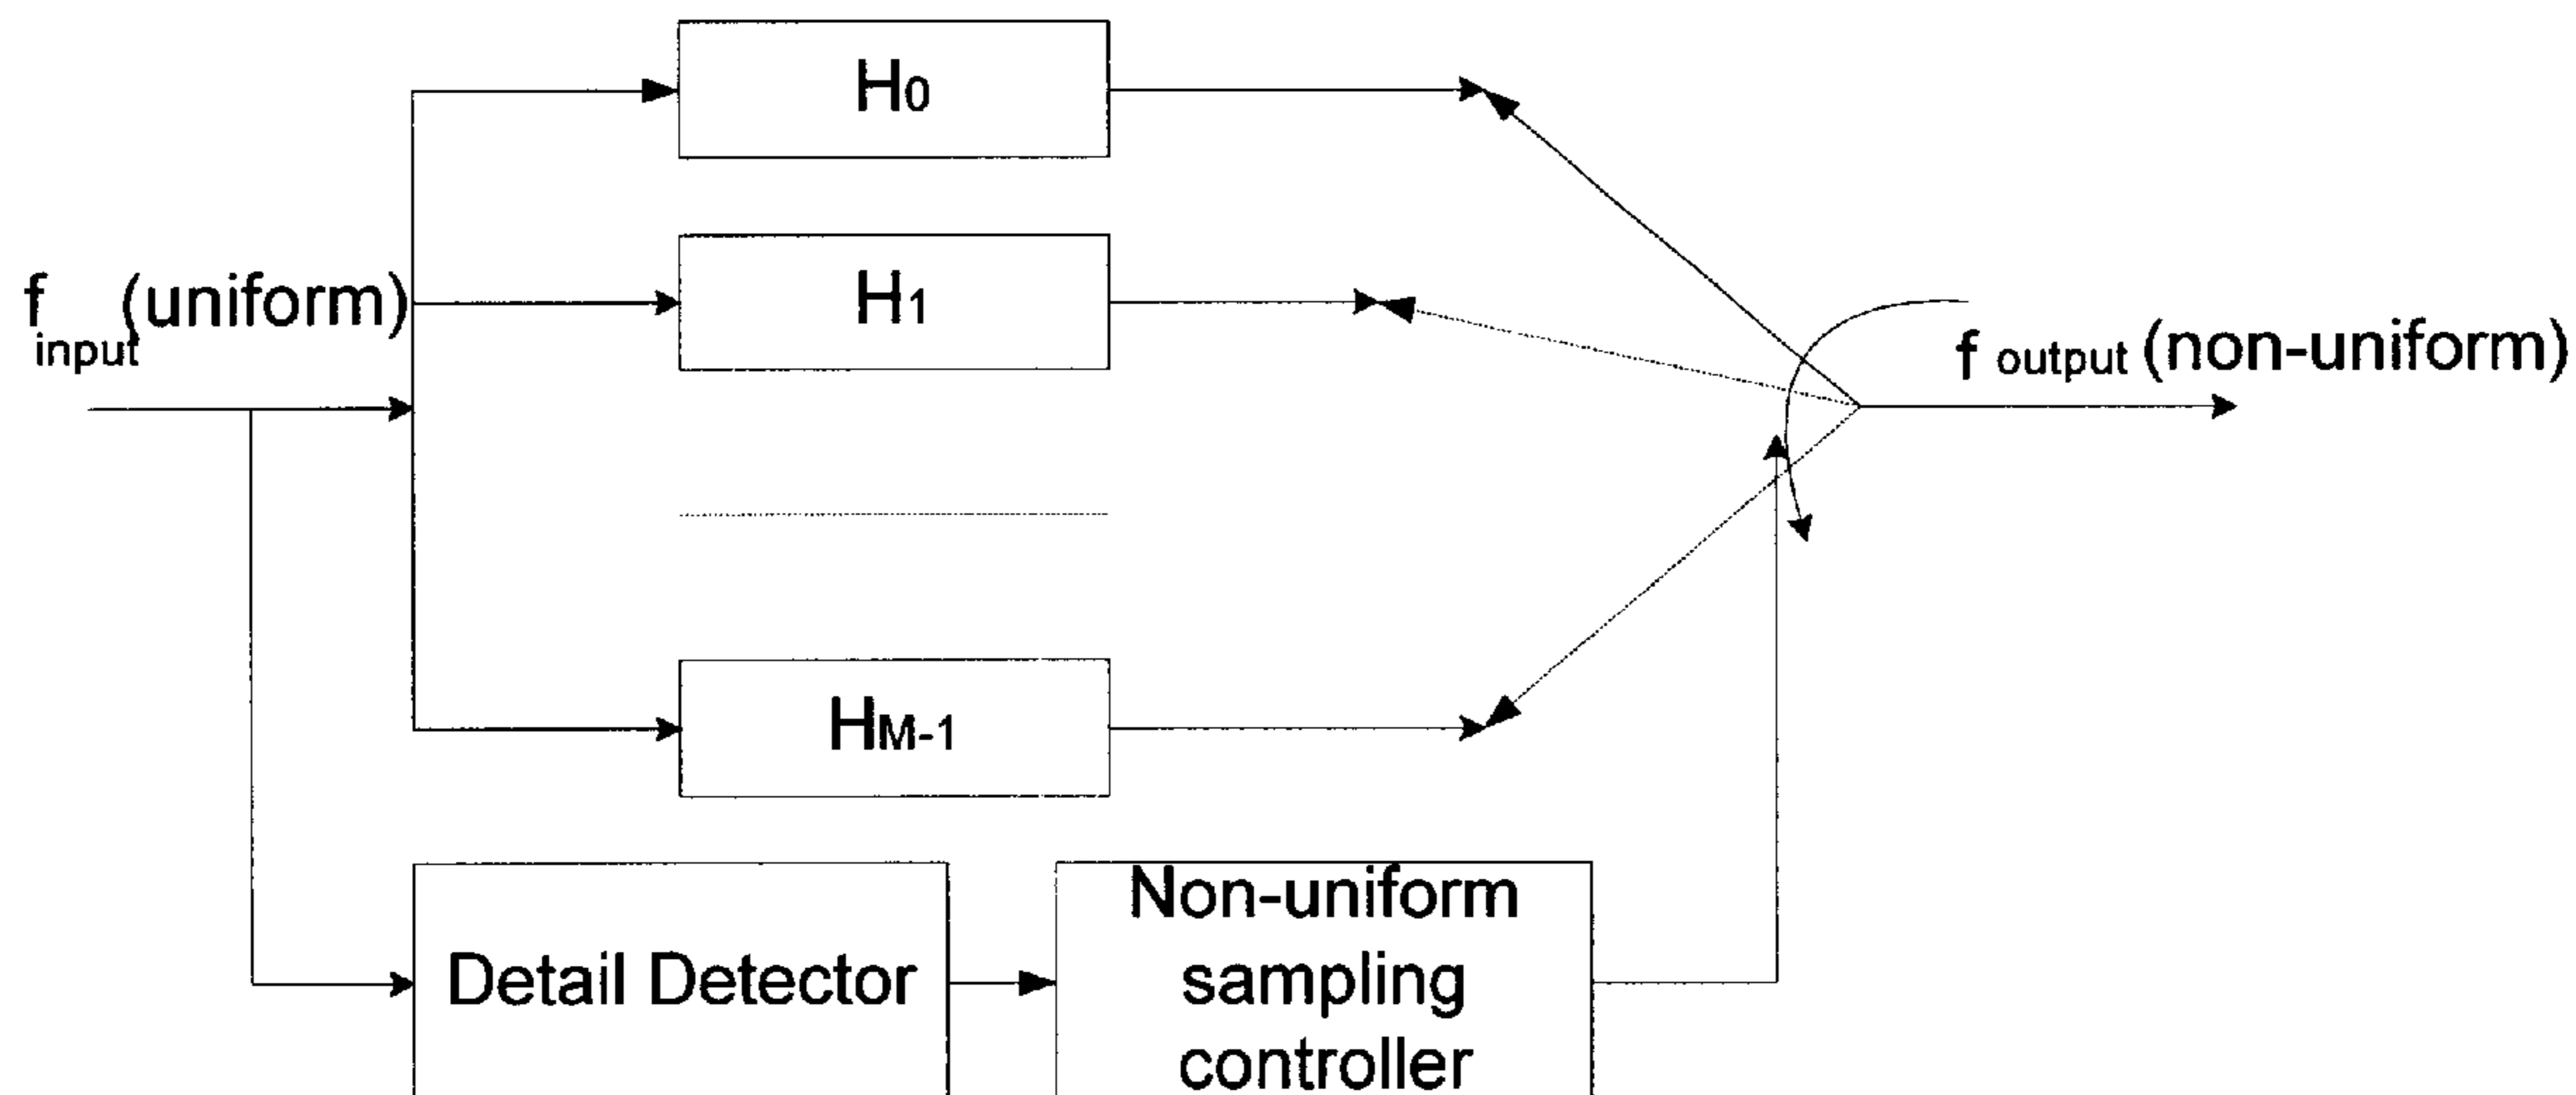 H0
H1
f input (uniform)
f output (non-uniform)
HM-1
Detail Detector
Non-uniform
sampling
controller